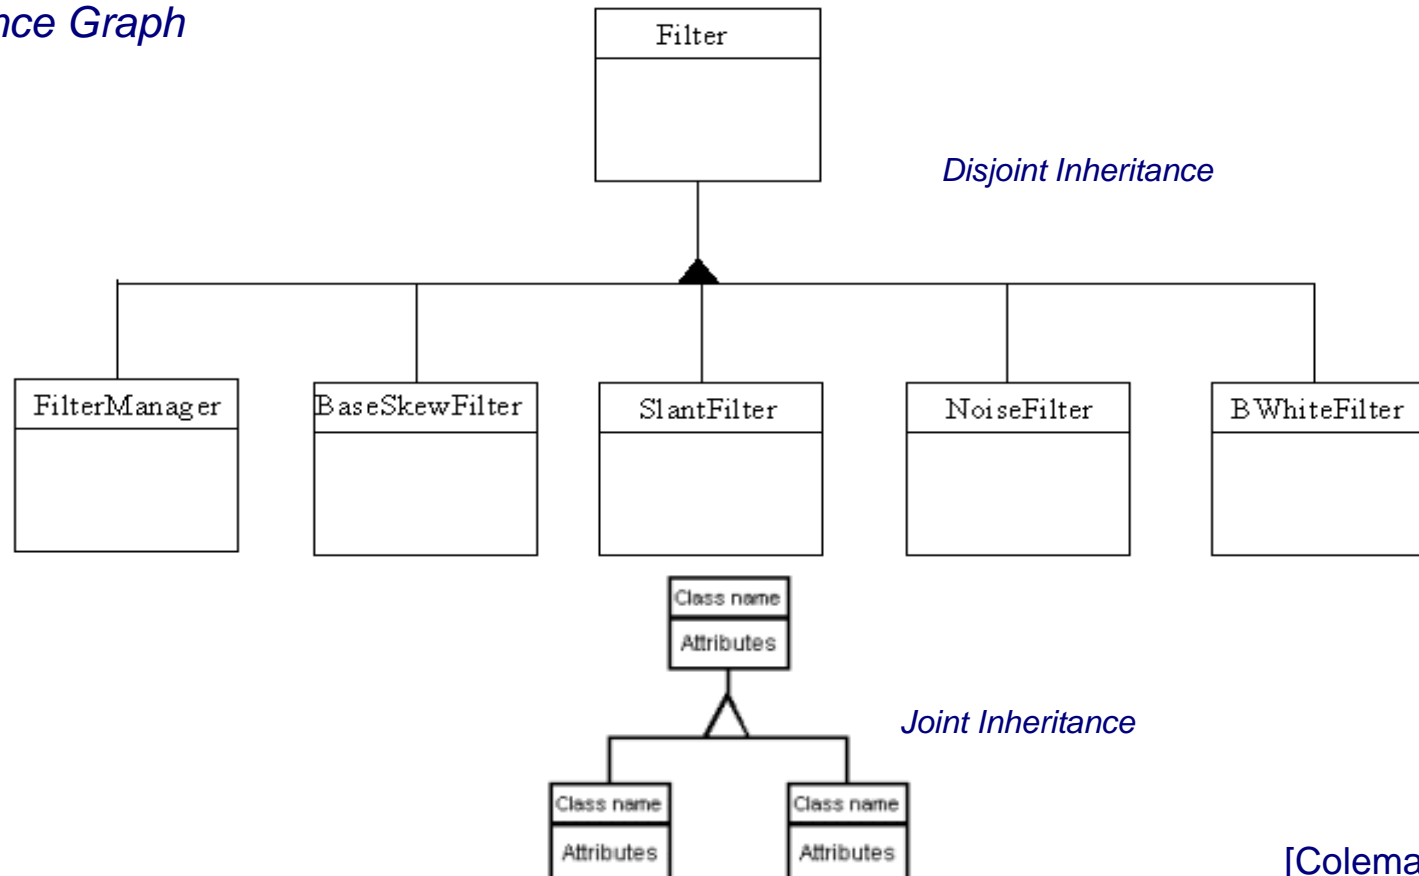 nce Graph
Filter
Disjoint Inheritance
FilterManager
BaseSkewFilter
SlantFilter
NoiseFilter
BWhiteFilter
Class name
Attributes
Joint Inheritance
Class name
Class name
Attributes
Attributes
[Colema